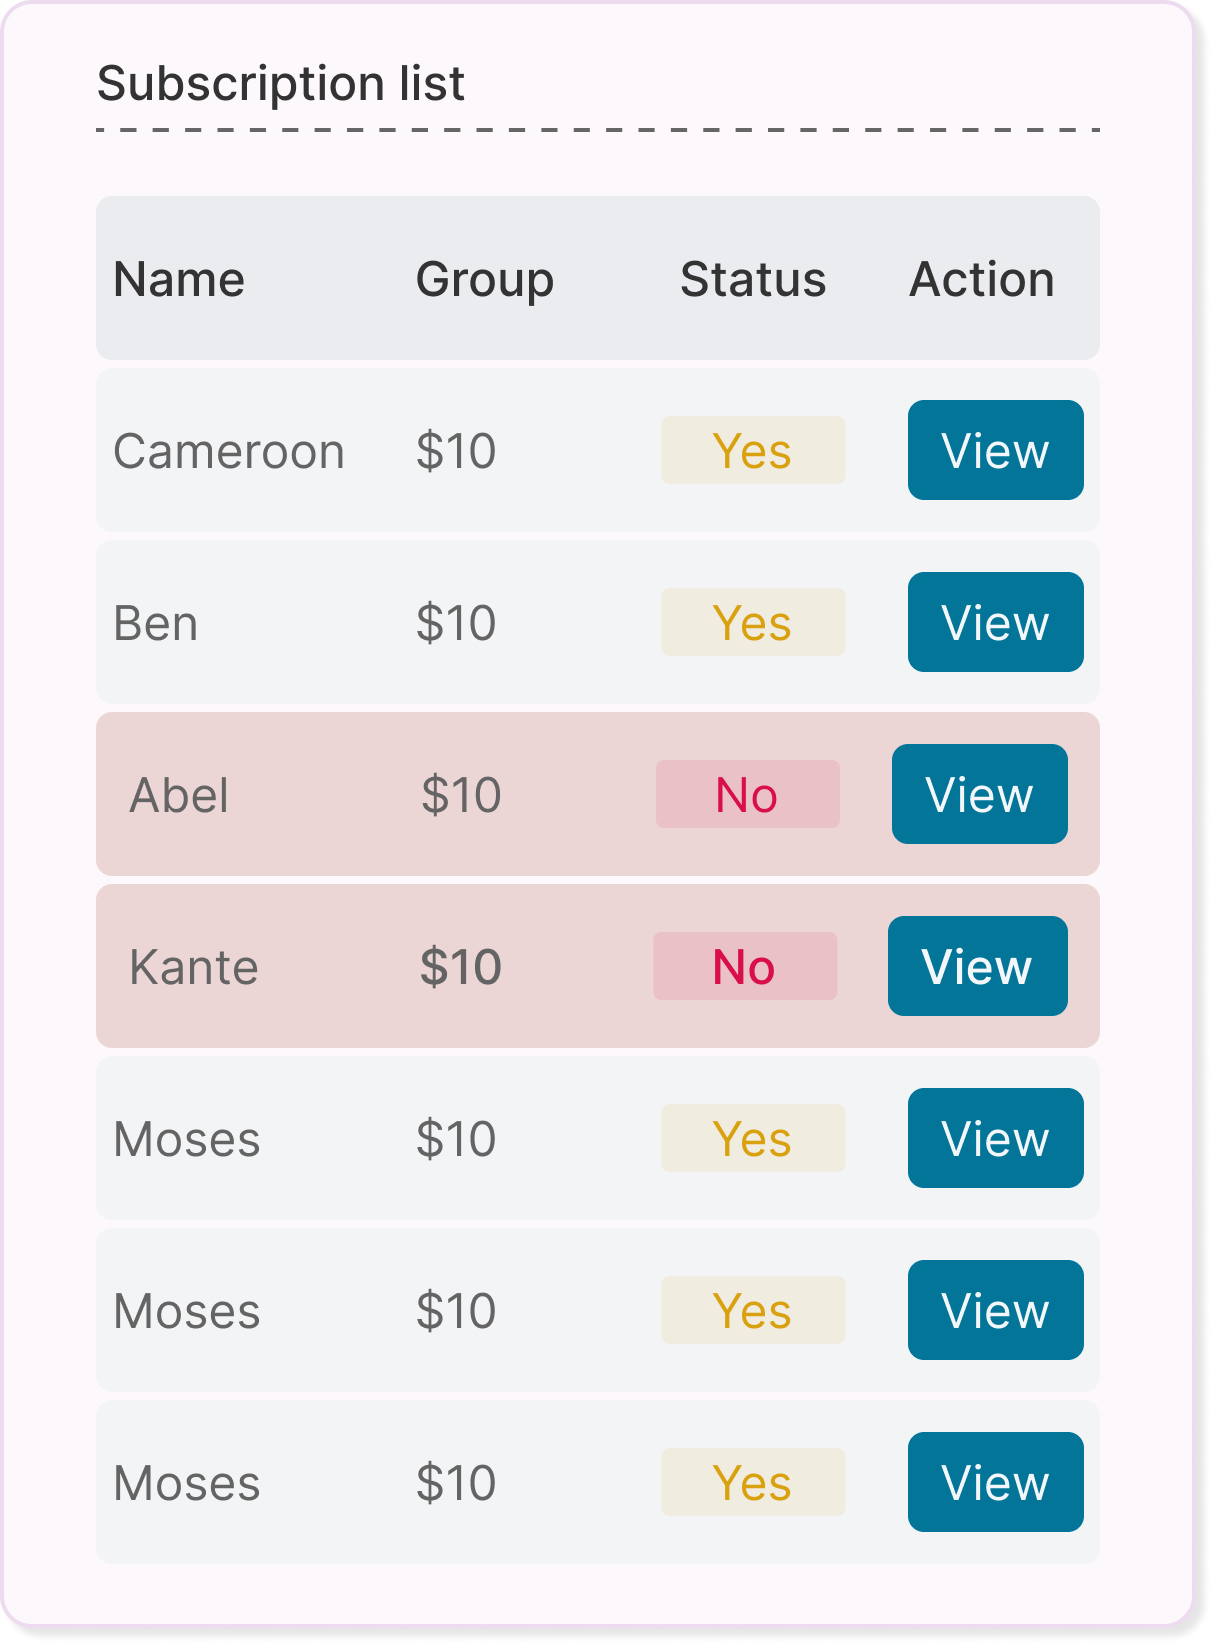 Subscription list
Name Group Status Action
Cameroon $10 Yes View
Ben $10 Yes View
Abel $10 No View
Kante $10 No View
Moses $10 Yes View
Moses $10 Yes View
Moses $10 Yes View